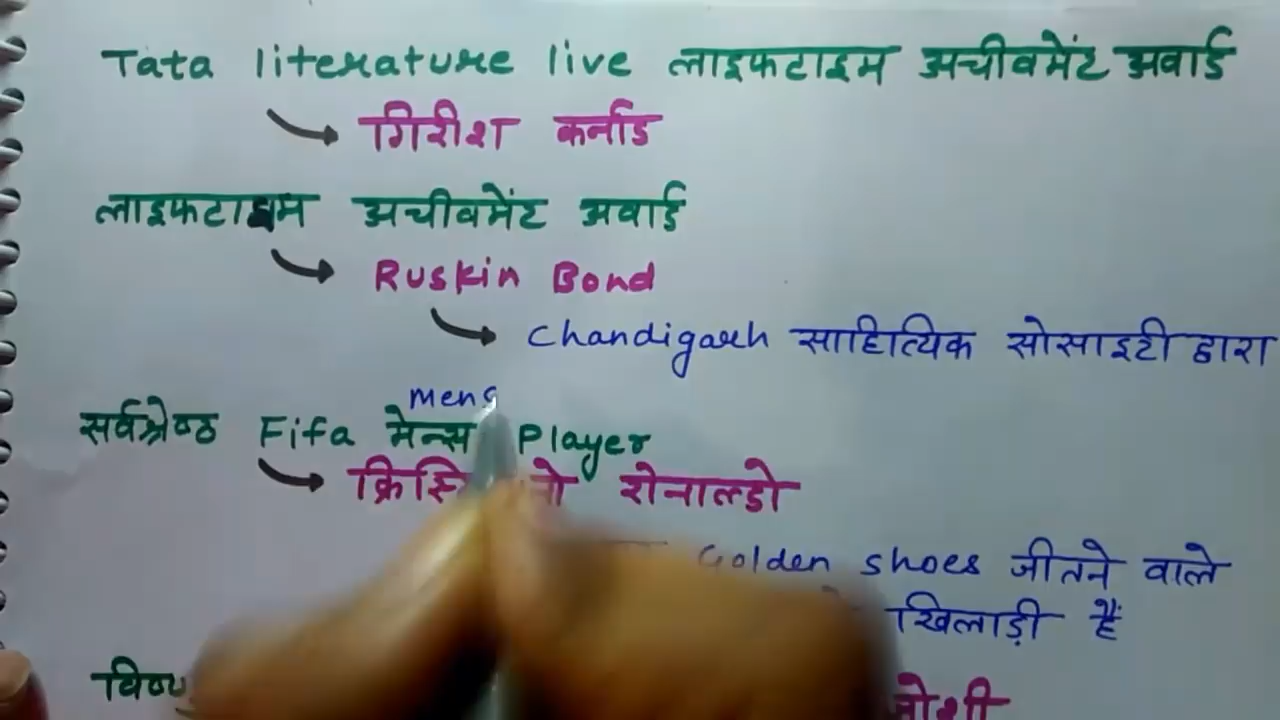 Tata literature live लाइफटाइम अचीवमेंट अवार्ड
गिरीश कर्नाड
लाइफटाइम अचीवमेंट अवार्ड
Ruskin Bond
Chandigarh साहित्यिक सोसाइटी द्वारा
mens
सर्वश्रेष्ठ Fifa मेन्स Player
रोनाल्डो
Golden shoes जीतने वाले
खिलाड़ी हैं